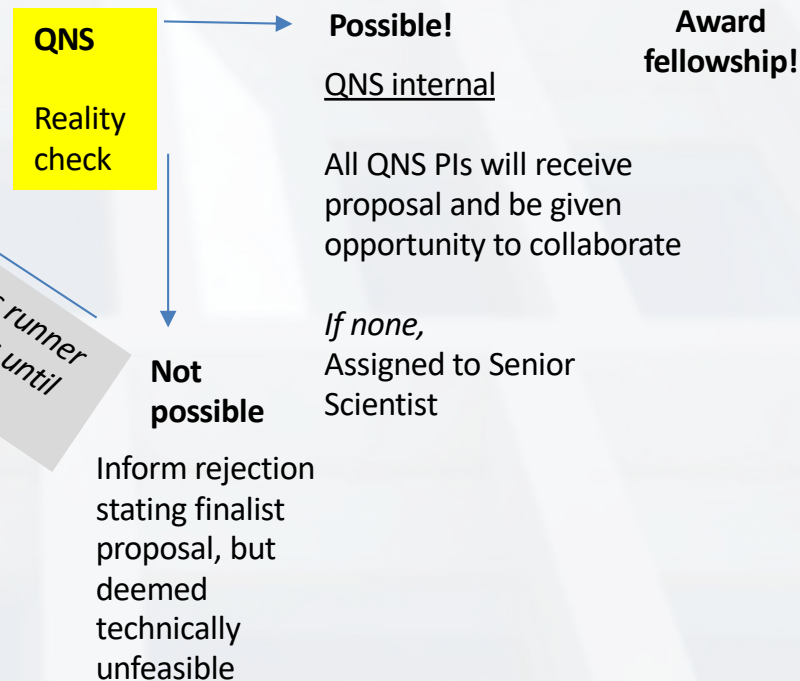 QNS
Reality
check
Possible!
QNS internal
All QNS PIs will receive
proposal and be given
opportunity to collaborate
If none,
Assigned to Senior
Scientist
Award
fellowship!
runner
until
Not
possible
Inform rejection
stating finalist
proposal, but
deemed
technically
unfeasible